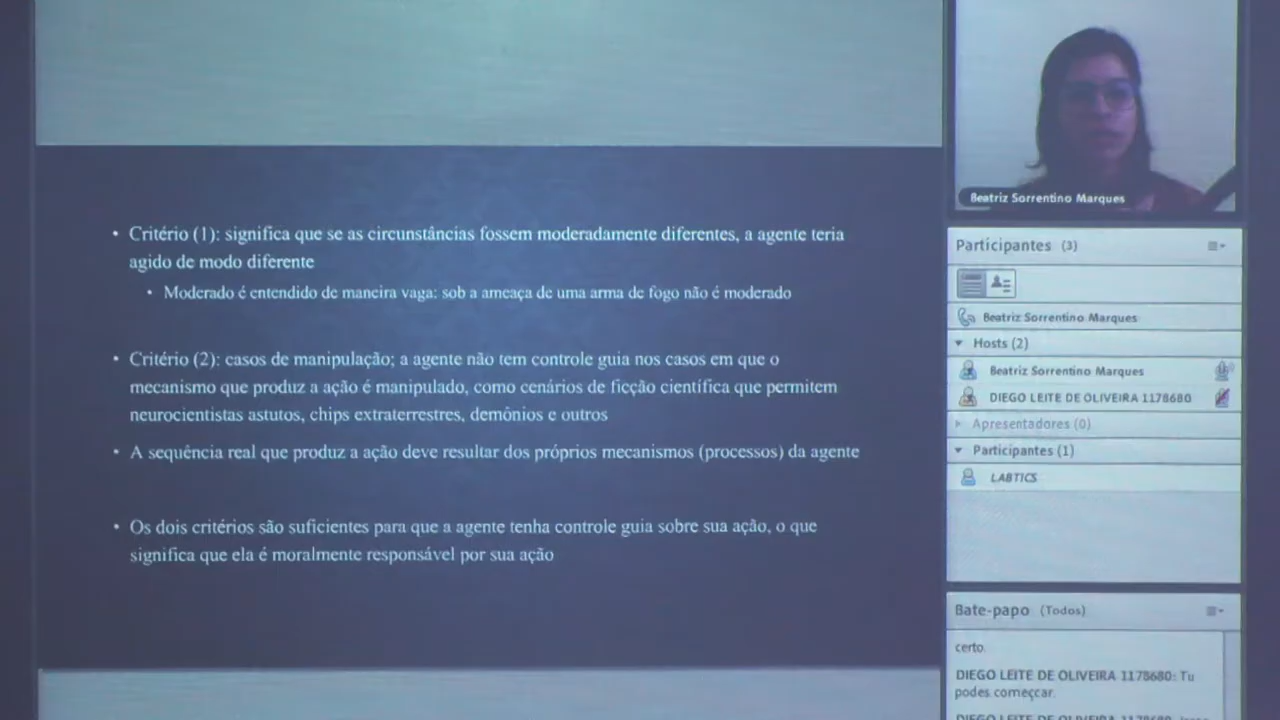 • Critério (1): significa que se as circunstâncias fossem moderadamente diferentes, a agente teria
agido de modo diferente
• Moderado é entendido de maneira vaga: sob a ameaça de uma arma de fogo não é moderado
• Critério (2): casos de manipulação; a agente não tem controle guia nos casos em que o
mecanismo que produz a ação é manipulado, como cenários de ficção científica que permitem
neurocientistas astutos, chips extraterrestres, demônios e outros
• A sequência real que produz a ação deve resultar dos próprios mecanismos (processos) da agente
• Os dois critérios são suficientes para que a agente tenha controle guia sobre sua ação, o que
significa que ela é moralmente responsável por sua ação
Beatriz Sorrentino Marques
Participantes (3)
Beatriz Sorrentino Marques
Hosts (2)
Beatriz Sorrentino Marques
DIEGO LEITE DE OLIVEIRA 1178680
Apresentadores (0)
Participantes (1)
LABTICS
Bate-papo (Todos)
certo.
DIEGO LEITE DE OLIVEIRA 1178680: Tu
podes começcar.
DIEGO LEITE DE OLIVEIRA 1178680: